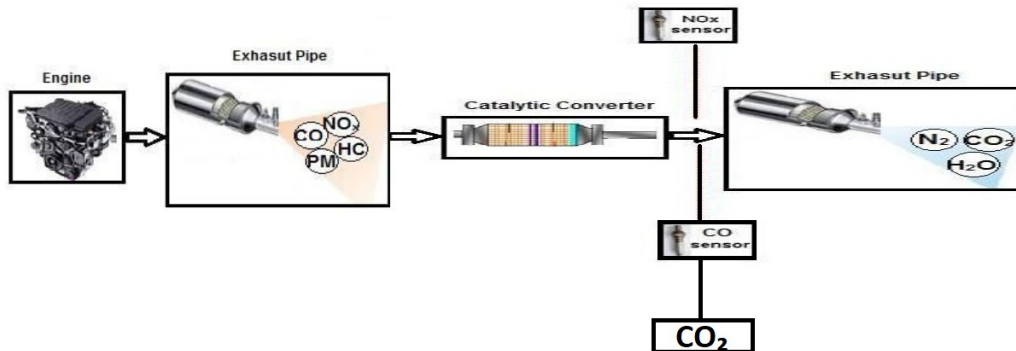 NOx
sensor
Exhasut Pipe
Engine
CO
NOx
HC
PM
Catalytic Converter
Exhasut Pipe
N₂
CO₂
H₂O
CO
sensor
CO₂